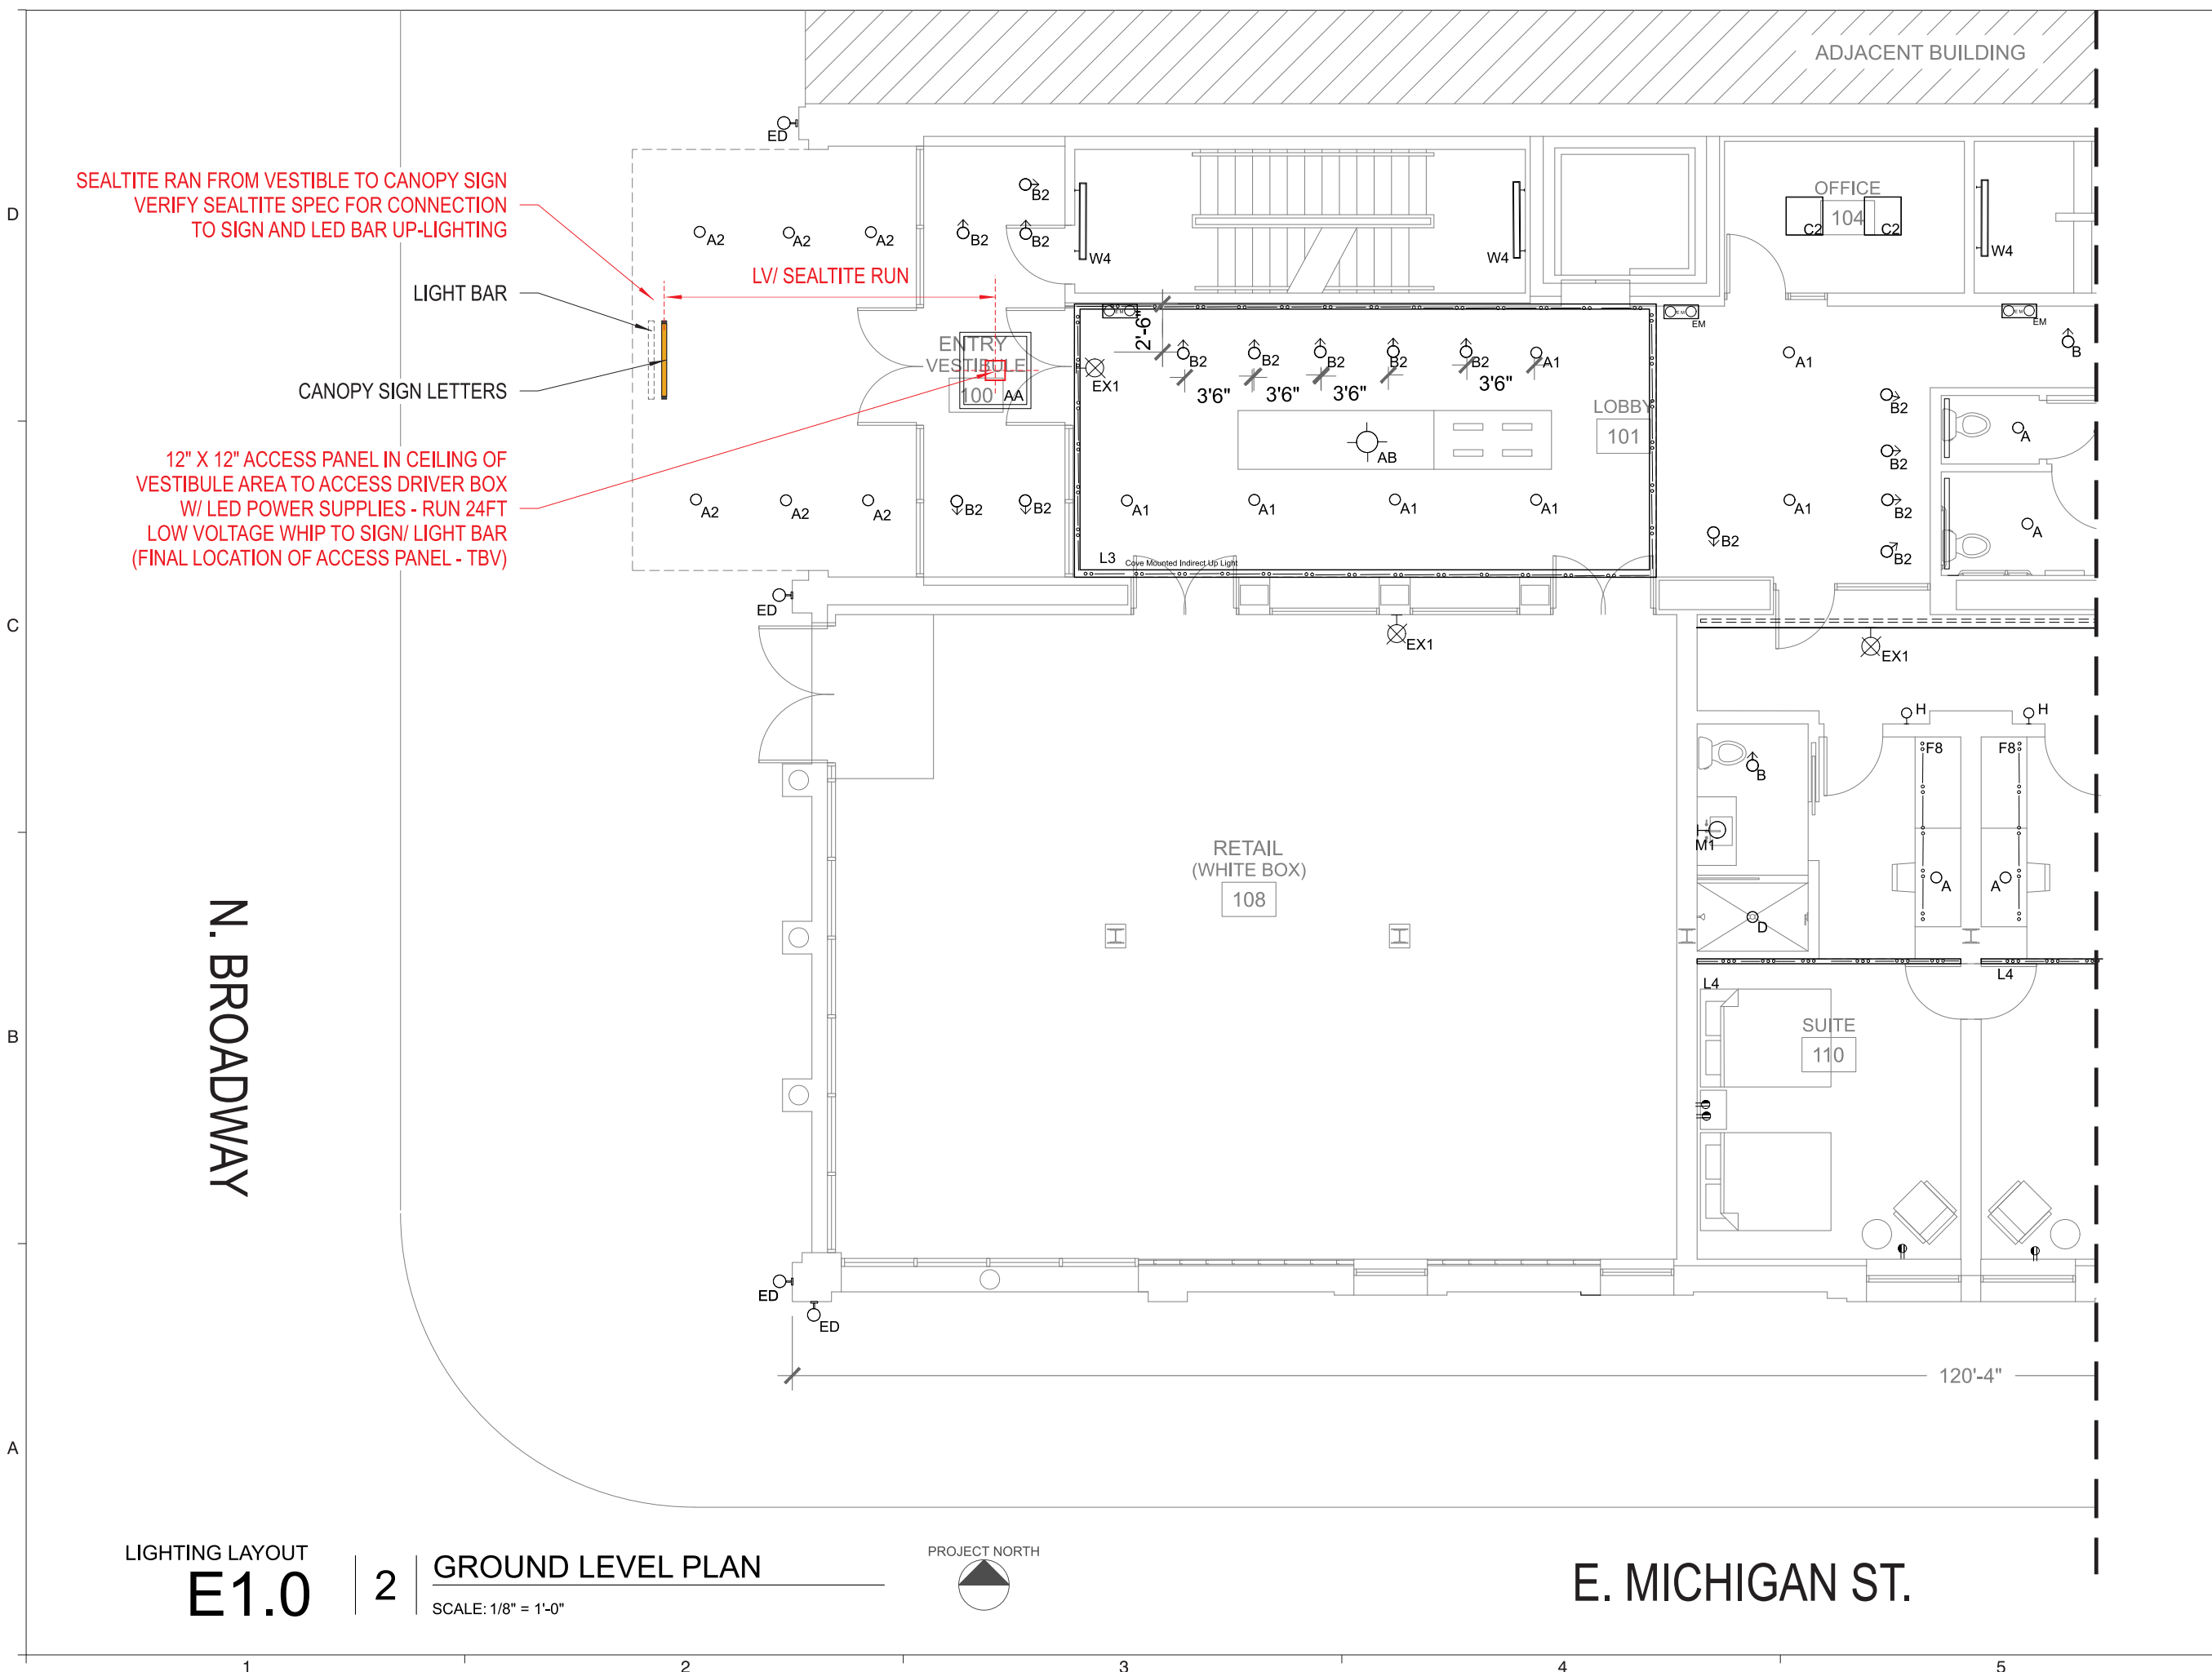 ADJACENT BUILDING
ED
SEALTITE RAN FROM VESTIBLE TO CANOPY SIGN
VERIFY SEALTITE SPEC FOR CONNECTION
TO SIGN AND LED BAR UP-LIGHTING
D
B2
OFFICE
104
C2
C2
A2
A2
A2
B2
B2
W4
W4
W4
LV/ SEALTITE RUN
LIGHT BAR
2'-6"
EM
EM
EM
ENTRY
VESTIBULE
100
AA
EX1
B2
B2
B2
B2
B2
A1
A1
B
CANOPY SIGN LETTERS
3'6"
3'6"
3'6"
3'6"
LOBBY
101
B2
A
AB
B2
12" X 12" ACCESS PANEL IN CEILING OF
VESTIBULE AREA TO ACCESS DRIVER BOX
W/ LED POWER SUPPLIES - RUN 24FT
LOW VOLTAGE WHIP TO SIGN/ LIGHT BAR
(FINAL LOCATION OF ACCESS PANEL - TBV)
A2
A2
A2
B2
B2
A1
A1
A1
A1
A1
B2
A
B2
B2
L3
Cove Mounted Indirect Up Light
ED
C
EX1
EX1
H
H
F8
F8
B
M1
RETAIL
(WHITE BOX)
108
A
A
D
N. BROADWAY
L4
L4
SUITE
110
B
ED
ED
120'-4"
A
LIGHTING LAYOUT
E1.0
2
GROUND LEVEL PLAN
SCALE: 1/8" = 1'-0"
PROJECT NORTH
E. MICHIGAN ST.
1
2
3
4
5